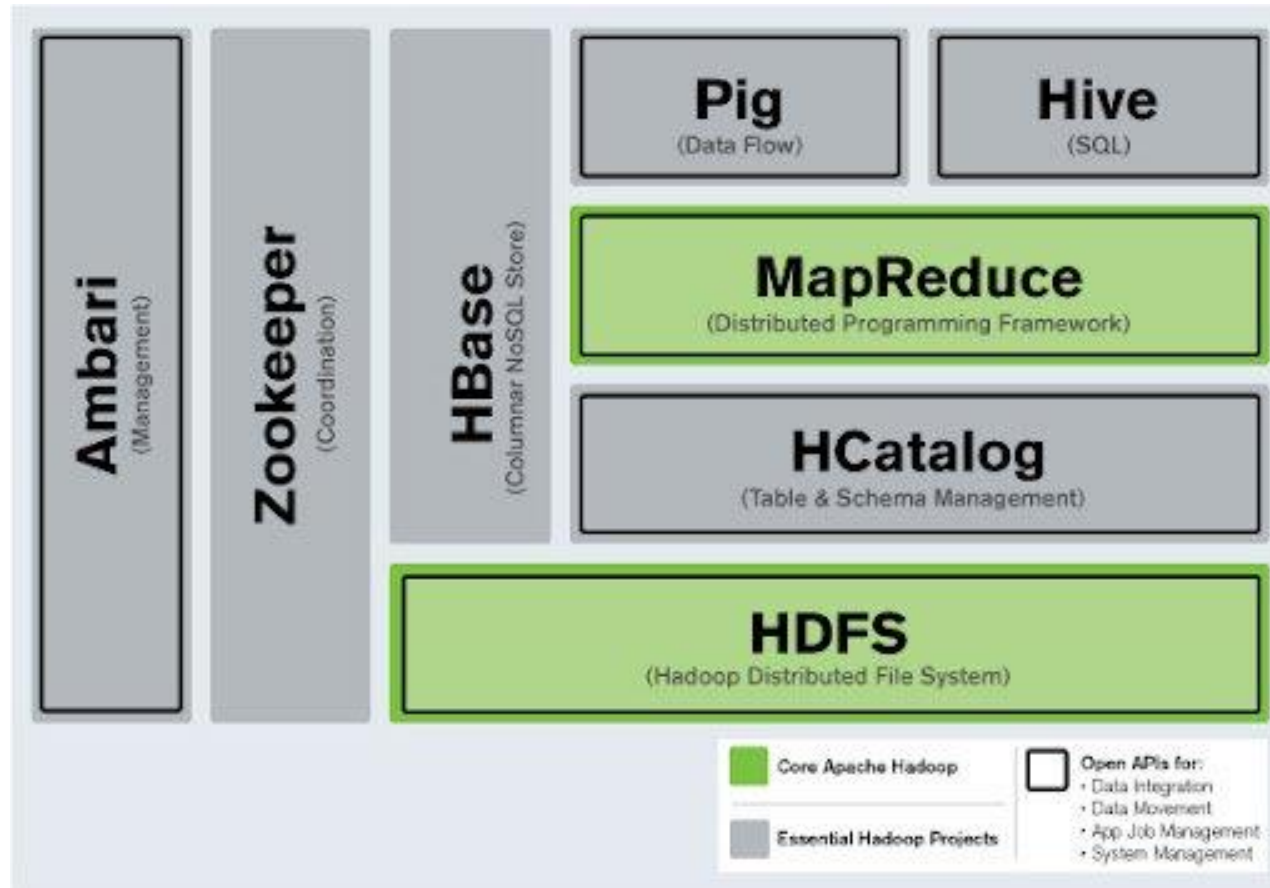 Ambari
(Management)
Zookeeper
(Coordination)
HBase
(Columnar NoSQL Store)
Pig
(Data Flow)
Hive
(SQL)
MapReduce
(Distributed Programming Framework)
HCatalog
(Table & Schema Management)
HDFS
(Hadoop Distributed File System)
Core Apache Hadoop
Essential Hadoop Projects
Open APIs for:
• Data Integration
• Data Movement
• App Job Management
• System Management